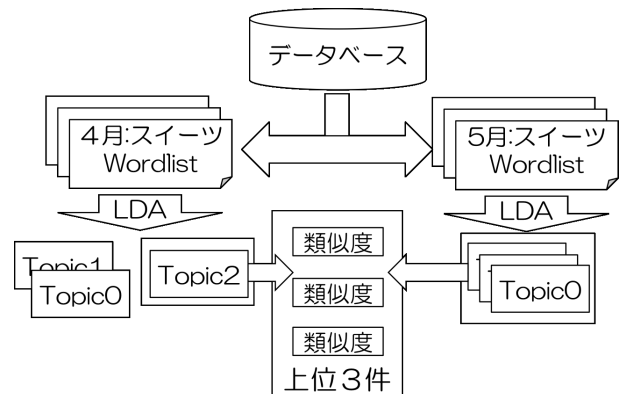 データベース
4月:スイーツ
Wordlist
5月:スイーツ
Wordlist
LDA
LDA
類似度
Topic1
Topic0
Topic2
類似度
Topic0
類似度
上位3件